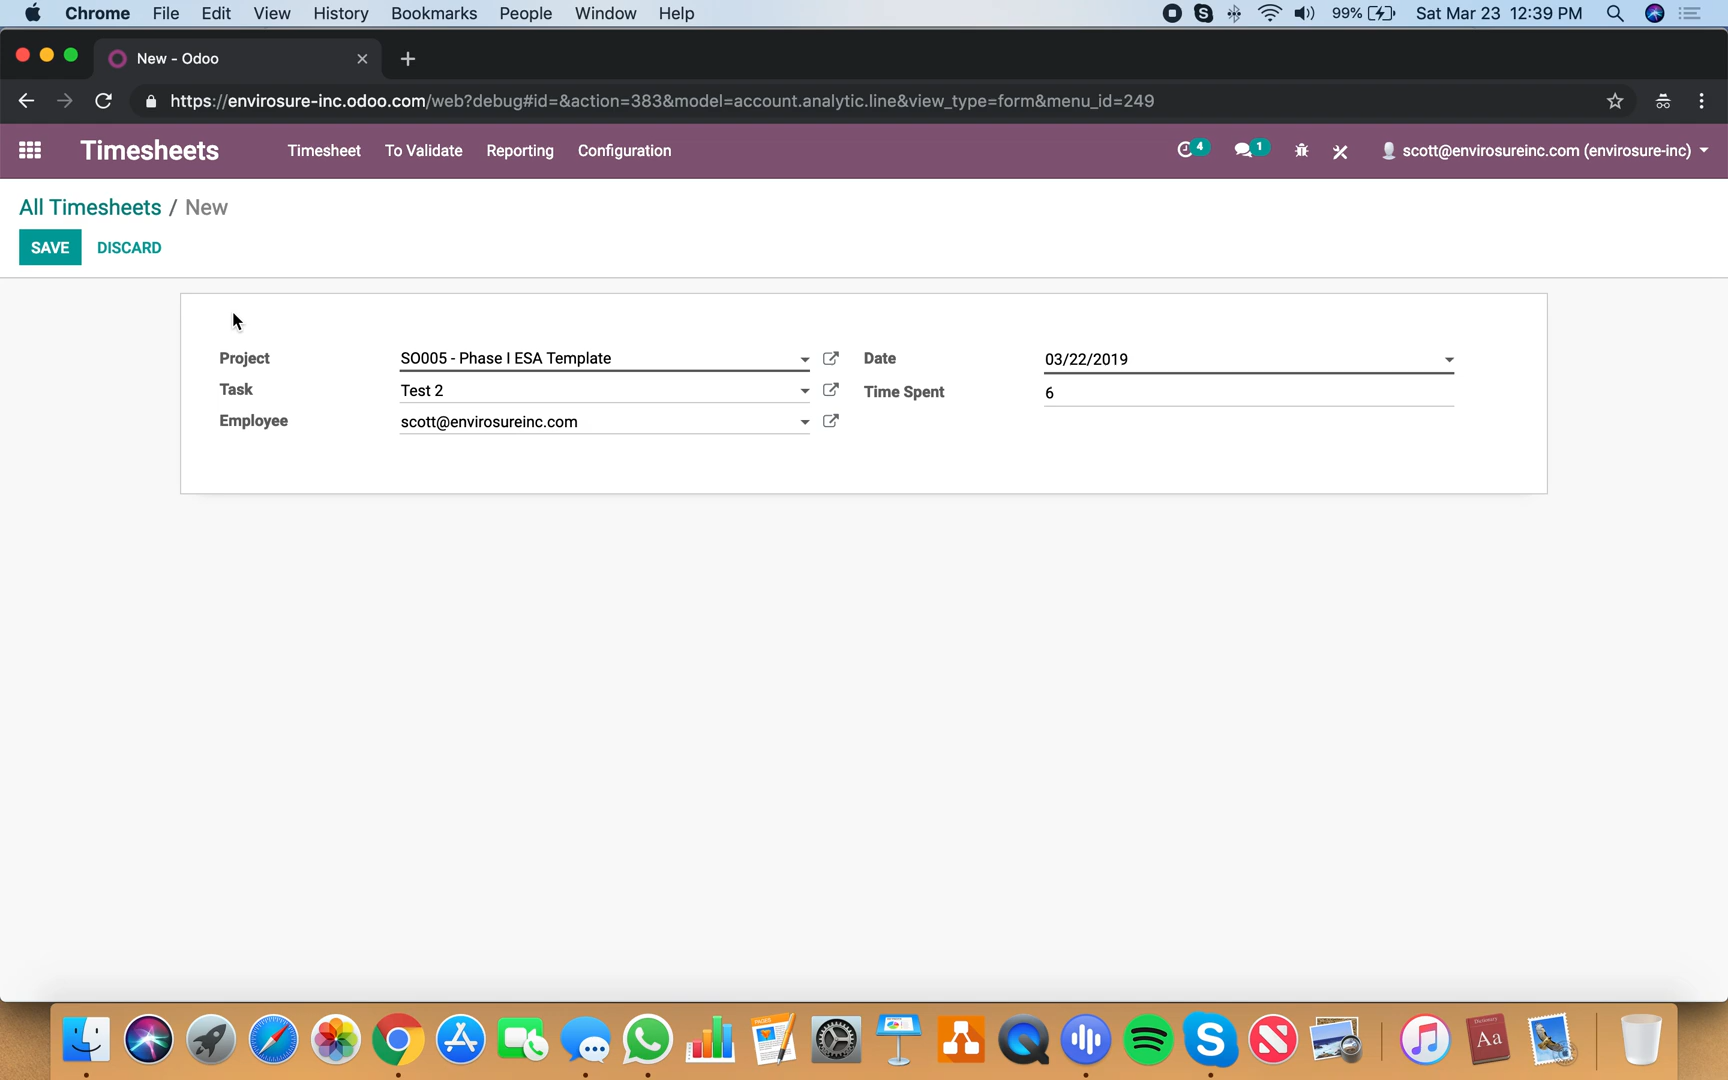 Chrome File Edit View History Bookmarks People Window Help 99% Sat Mar 23 12:39 PM
New - Odoo
https://envirosure-inc.odoo.com/web?debug#id=&action=383&model=account.analytic.line&view_type=form&menu_id=249
Timesheets Timesheet To Validate Reporting Configuration 4 1 scott@envirosureinc.com (envirosure-inc)
All Timesheets / New
SAVE DISCARD
Project SO005 - Phase I ESA Template Date 03/22/2019
Task Test 2 Time Spent 6
Employee scott@envirosureinc.com
PAGES
Aa